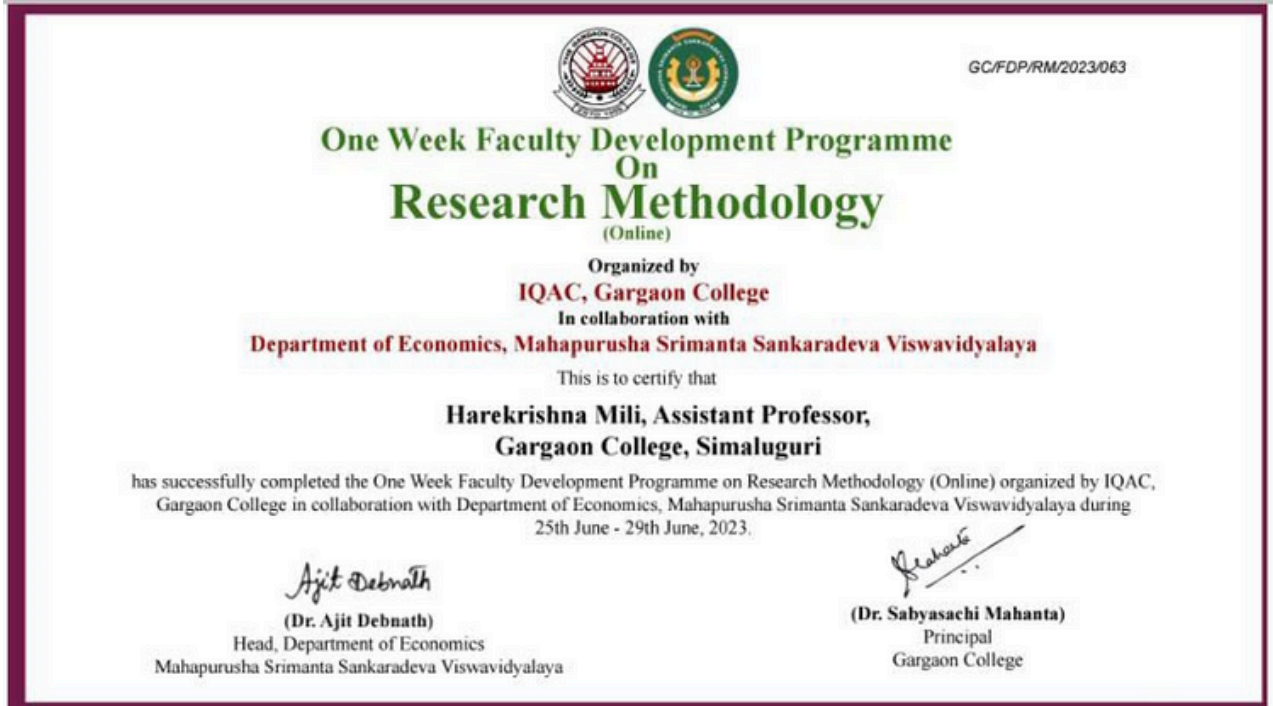 THE GARGAON COLLEGE
GC/FDP/RM/2023/063
One Week Faculty Development Programme
On
Research Methodology
(Online)
Organized by
IQAC, Gargaon College
In collaboration with
Department of Economics, Mahapurusha Srimanta Sankaradeva Viswavidyalaya
This is to certify that
Harekrishna Mili, Assistant Professor,
Gargaon College, Simaluguri
has successfully completed the One Week Faculty Development Programme on Research Methodology (Online) organized by IQAC,
Gargaon College in collaboration with Department of Economics, Mahapurusha Srimanta Sankaradeva Viswavidyalaya during
25th June - 29th June, 2023.
Ajit Debnath
Mahanta
(Dr. Ajit Debnath)
(Dr. Sabyasachi Mahanta)
Head, Department of Economics
Principal
Mahapurusha Srimanta Sankaradeva Viswavidyalaya
Gargaon College